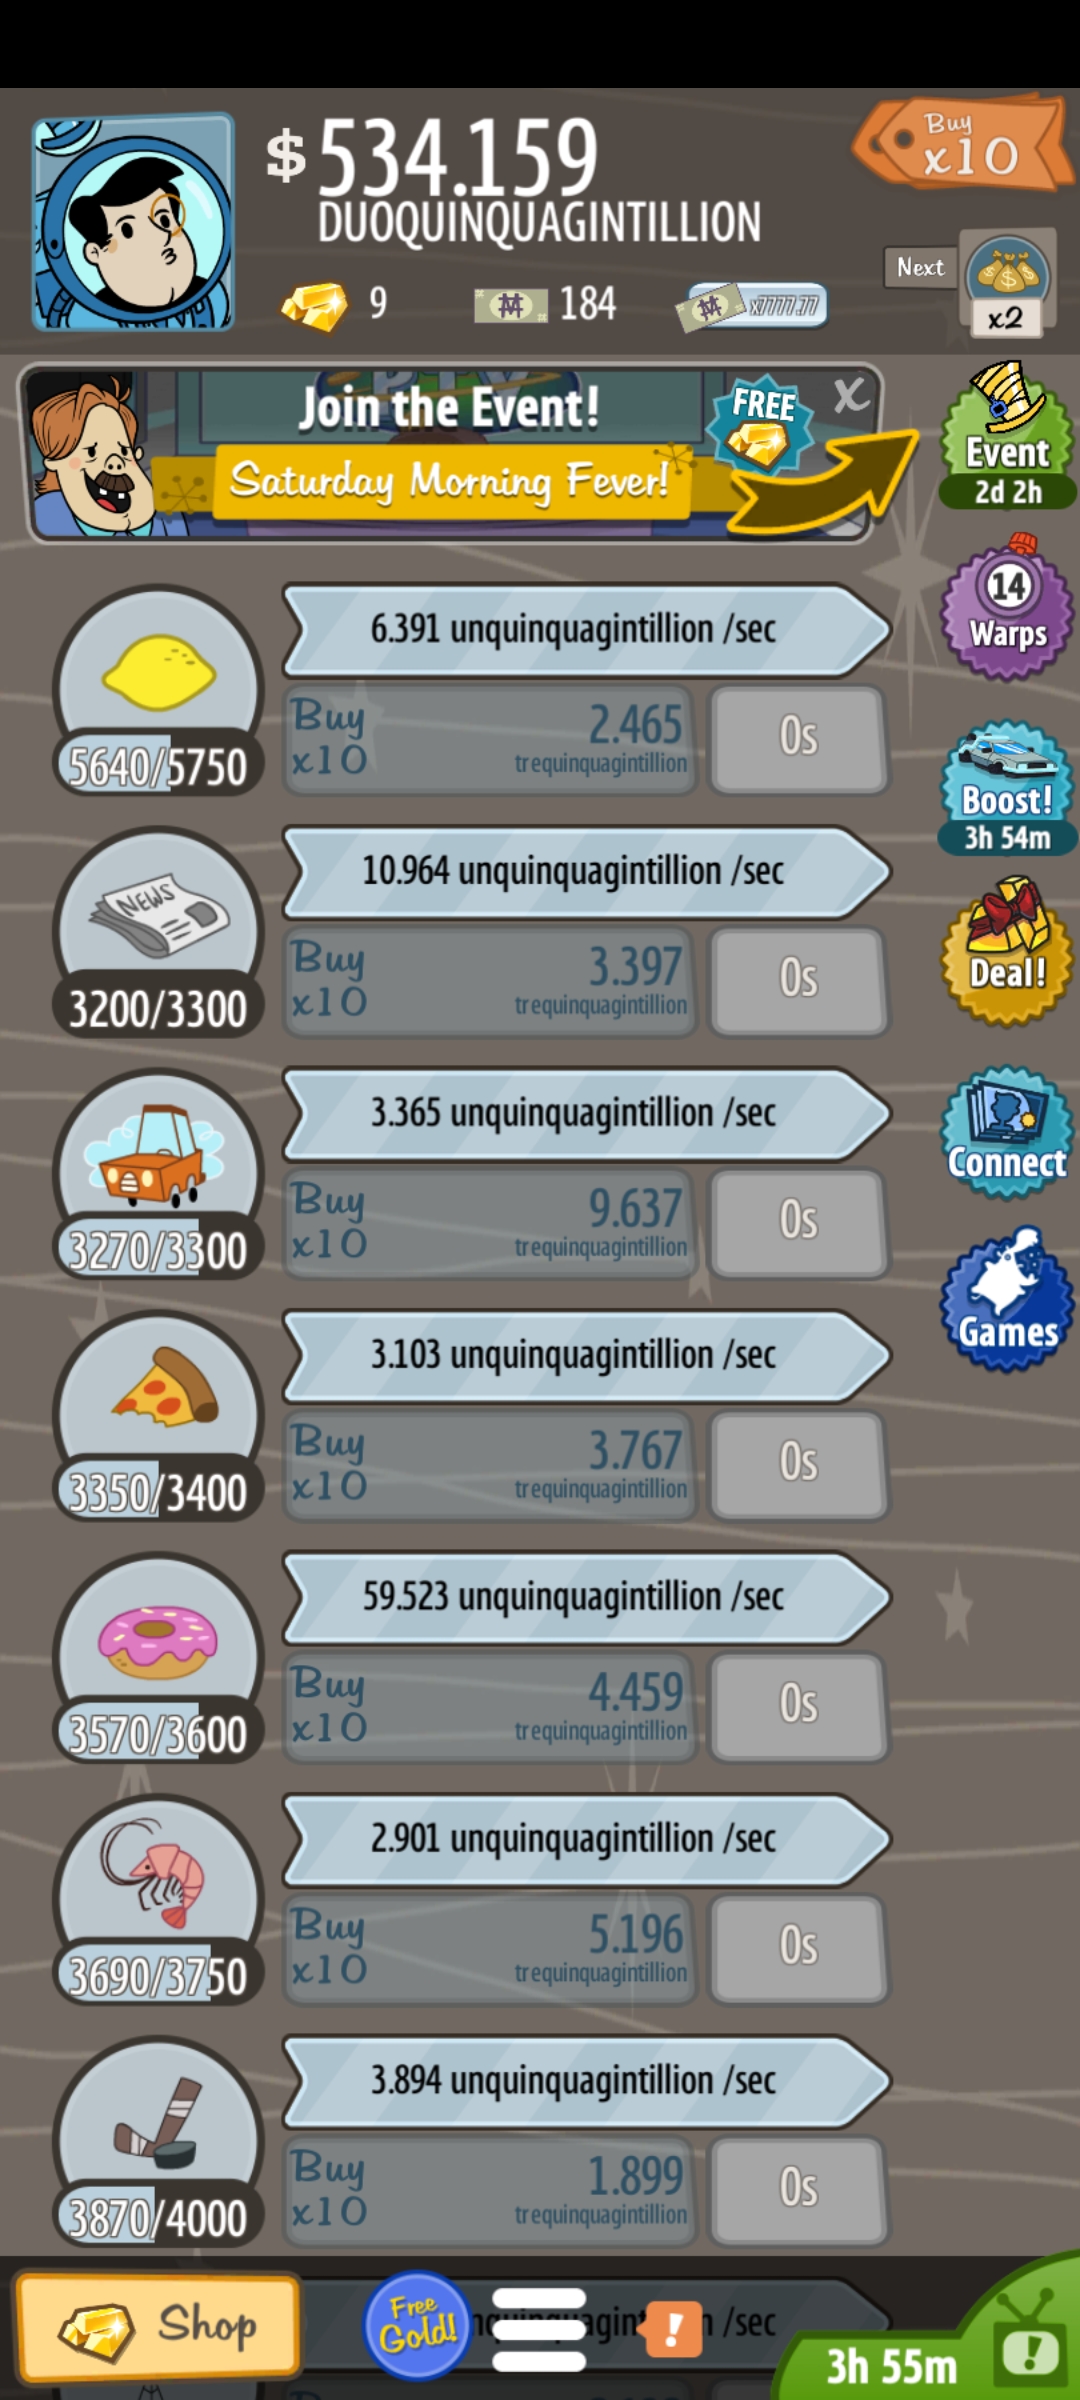 $534.159
DUOQUINQUAGINTILLION
Buy
x10
9
184
x7777.77
Next
x2
Join the Event!
FREE
X
Saturday Morning Fever!
Event
2d 2h
14
Warps
6.391 unquinquagintillion /sec
5640/5750
Buy
x10
2.465
trequinquagintillion
0s
Boost!
3h 54m
NEWS
10.964 unquinquagintillion /sec
3200/3300
Buy
x10
3.397
trequinquagintillion
0s
Deal!
3.365 unquinquagintillion /sec
3270/3300
Buy
x10
9.637
trequinquagintillion
0s
Connect
3.103 unquinquagintillion /sec
3350/3400
Buy
x10
3.767
trequinquagintillion
0s
Games
59.523 unquinquagintillion /sec
3570/3600
Buy
x10
4.459
trequinquagintillion
0s
2.901 unquinquagintillion /sec
3690/3750
Buy
x10
5.196
trequinquagintillion
0s
3.894 unquinquagintillion /sec
3870/4000
Buy
x10
1.899
trequinquagintillion
0s
Shop
Free
Gold!
!
/sec
3h 55m
!